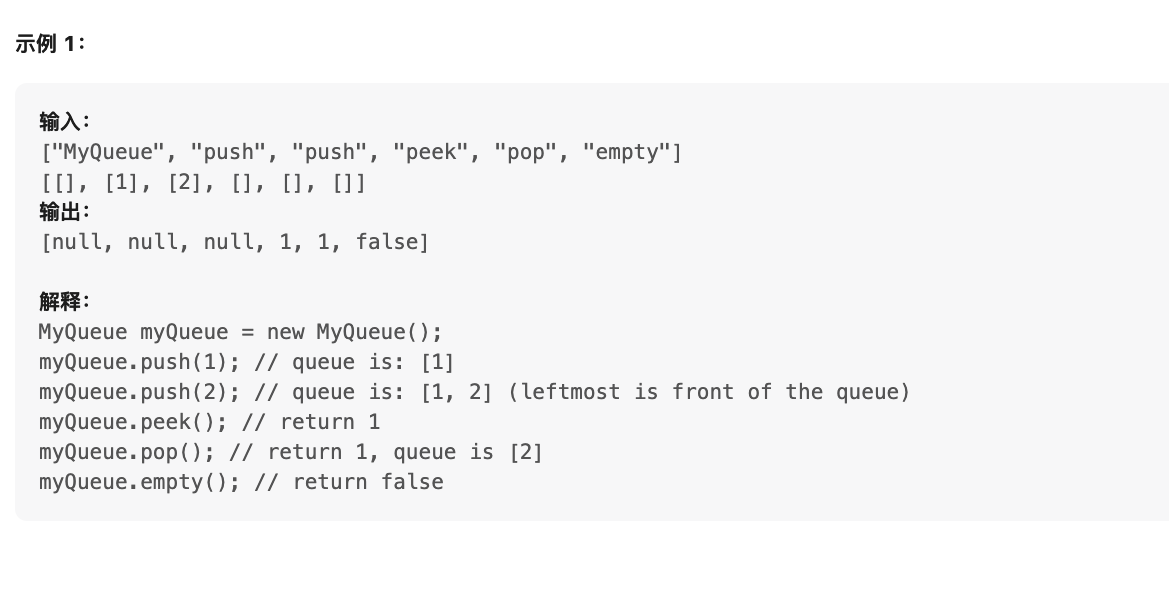 示例 1：
输入：
["MyQueue", "push", "push", "peek", "pop", "empty"]
[[], [1], [2], [], [], []]
输出：
[null, null, null, 1, 1, false]
解释：
MyQueue myQueue = new MyQueue();
myQueue.push(1); // queue is: [1]
myQueue.push(2); // queue is: [1, 2] (leftmost is front of the queue)
myQueue.peek(); // return 1
myQueue.pop(); // return 1, queue is [2]
myQueue.empty(); // return false